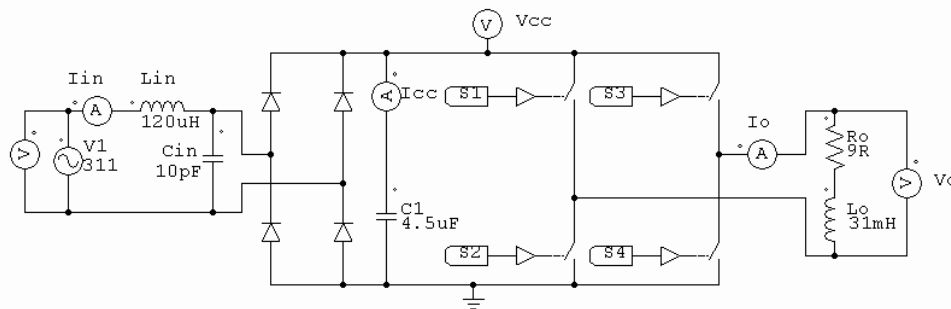 Vcc
V
Iin
Lin
A
120uH
V
V1
311
Cin
10pF
A
Icc
C1
4.5uF
S1
S3
S2
S4
Io
A
Ro
9R
Lo
31mH
V